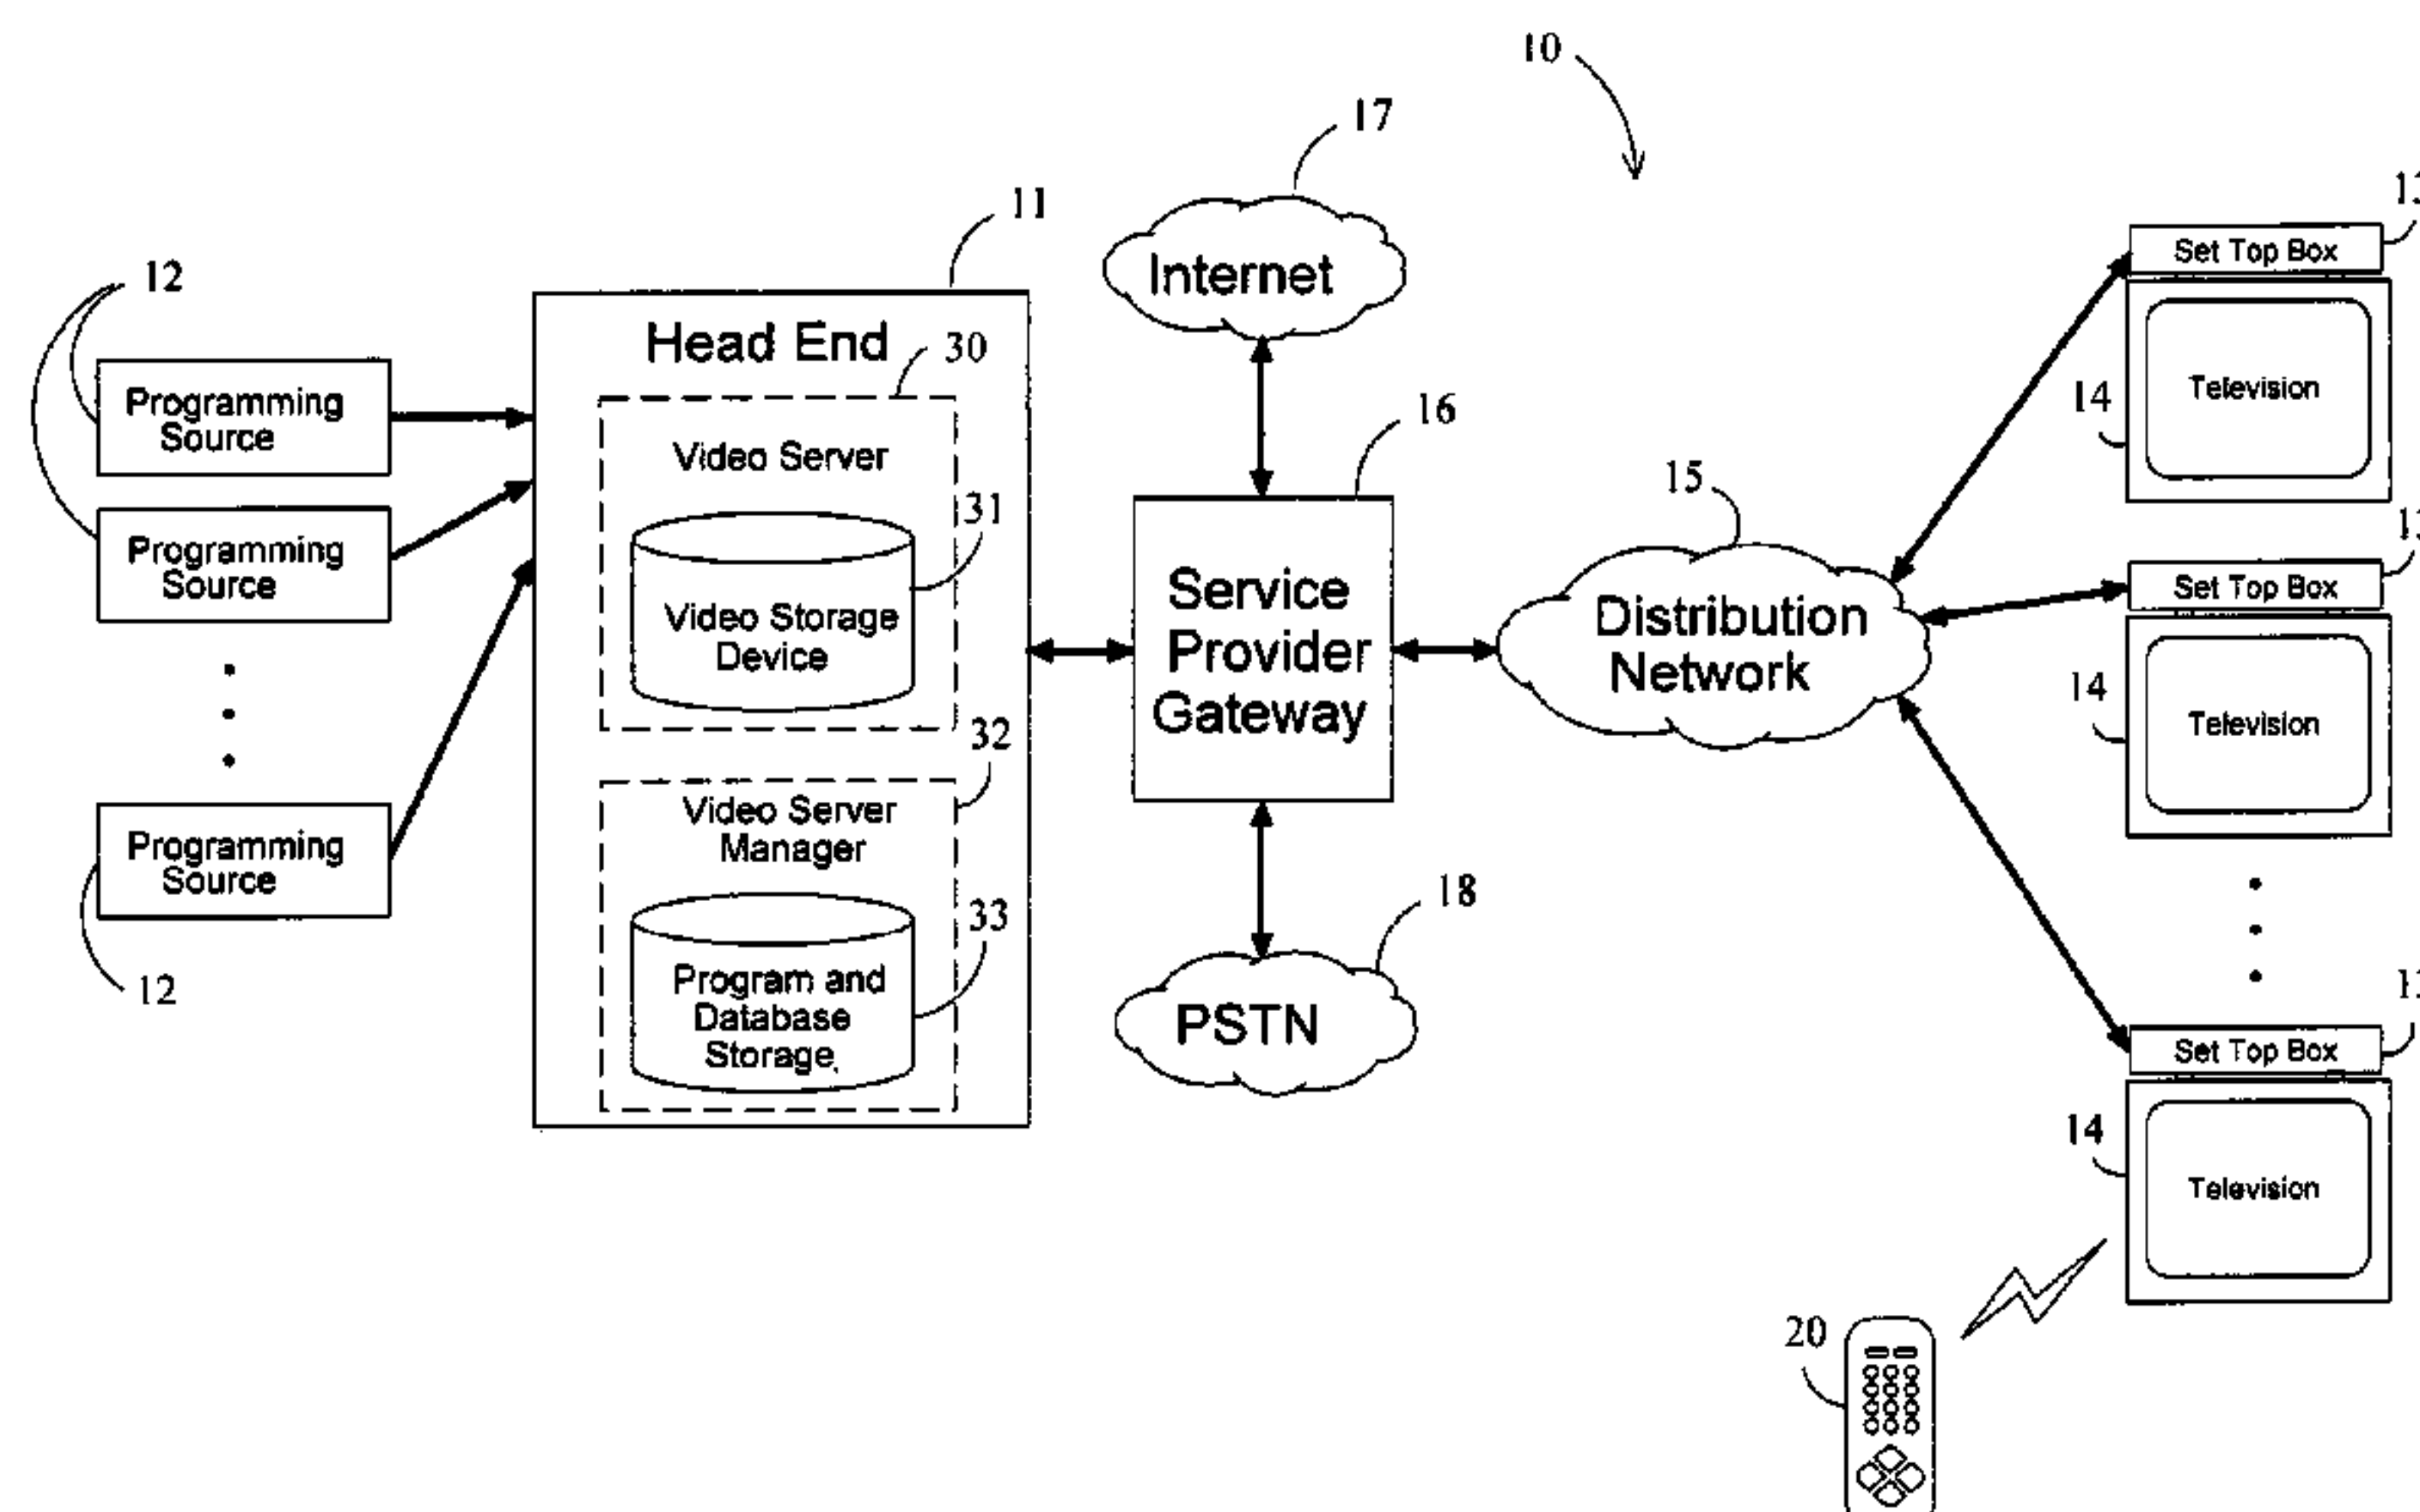 10
17
11
12
Internet
Set Top Box
Head End
30
Programming
Source
Television
14
16
Video Server
15
31
Programming
Source
Set Top Box
Service
Provider
Gateway
Distribution
Network
Video Storage
Device
14
Television
32
Video Server
Manager
Programming
Source
18
33
12
Program and
Database
Storage
PSTN
Set Top Box
14
Television
20